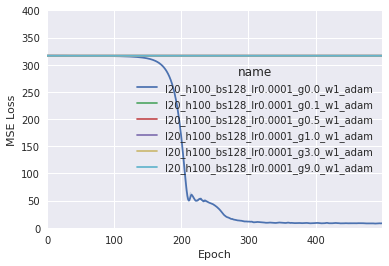 400
350
300
250
200
150
100
50
0
MSE Loss
name
l20_h100_bs128_lr0.0001_g0.0_w1_adam
l20_h100_bs128_lr0.0001_g0.1_w1_adam
l20_h100_bs128_lr0.0001_g0.5_w1_adam
l20_h100_bs128_lr0.0001_g1.0_w1_adam
l20_h100_bs128_lr0.0001_g3.0_w1_adam
l20_h100_bs128_lr0.0001_g9.0_w1_adam
0 100 200 300 400
Epoch